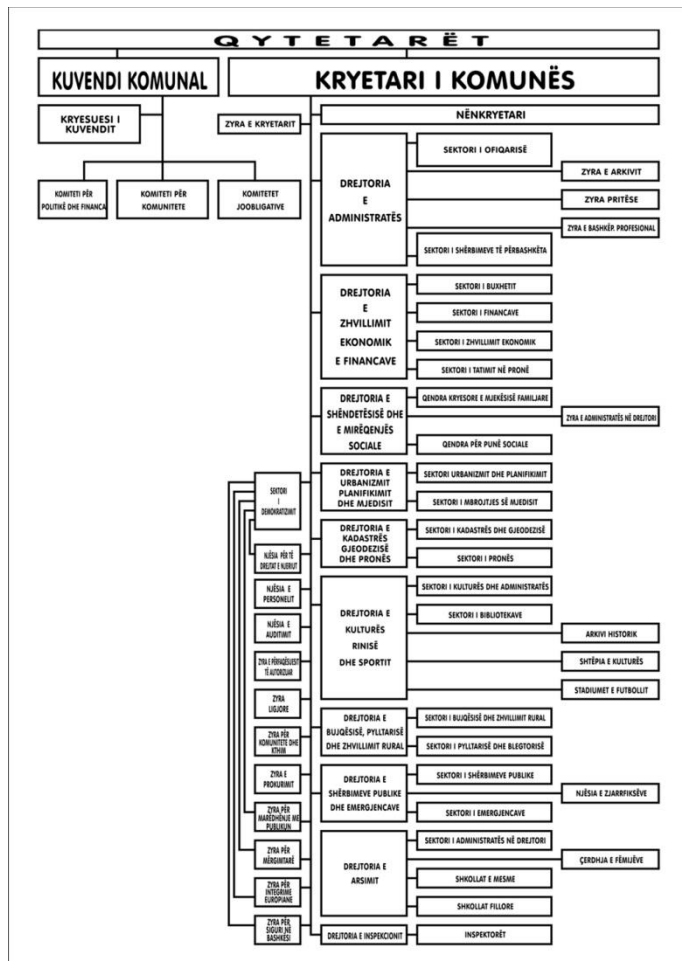 QYTETARËT
KUVENDI KOMUNAL
KRYETARI I KOMUNËS
KRYESUESI I
KUVENDIT
ZYRA E KRYETARIT
NËNKRYETARI
KOMITETI PËR
POLITIKË DHE FINANCA
KOMITETI PËR
KOMUNITETE
KOMITETET
JOOBLIGATIVE
DREJTORIA
E
ADMINISTRATËS
SEKTORI I OFIQARISË
ZYRA E ARKIVIT
ZYRA PRITËSE
ZYRA E BASHKËP. PROFESIONAL
SEKTORI I SHËRBIMEVE TË PËRBASHKËTA
DREJTORIA
E
ZHVILLIMIT
EKONOMIK
E FINANCAVE
SEKTORI I BUXHETIT
SEKTORI I FINANCAVE
SEKTORI I ZHVILLIMIT EKONOMIK
SEKTORI I TATIMIT NË PRONË
DREJTORIA E
SHËNDETËSISË DHE
E MIRËQENJËS
SOCIALE
QENDRA KRYESORE E MJEKËSISË FAMILJARE
ZYRA E ADMINISTRATËS NË DREJTORI
QENDRA PËR PUNË SOCIALE
DREJTORIA E
URBANIZMIT
PLANIFIKIMIT
DHE MJEDISIT
SEKTORI URBANIZMIT DHE PLANIFIKIMIT
SEKTORI I MBROJTJES SË MJEDISIT
DREJTORIA E
KADASTRËS
GJEODEZISË
DHE PRONËS
SEKTORI I KADASTRËS DHE GJEODEZISË
SEKTORI I PRONËS
DREJTORIA E
KULTURËS
RINISË
DHE SPORTIT
SEKTORI I KULTURËS DHE ADMINISTRATËS
SEKTORI I BIBLIOTEKAVE
ARKIVI HISTORIK
SHTËPIA E KULTURËS
STADIUMET E FUTBOLLIT
DREJTORIA E
BUJQËSISË, PYLLTARISË
DHE ZHVILLIMIT RURAL
SEKTORI I BUJQËSISË DHE ZHVILLIMIT RURAL
SEKTORI I PYLLTARISË DHE BLEGTORISË
DREJTORIA E
SHËRBIMEVE PUBLIKE
DHE EMERGJENCAVE
SEKTORI I SHËRBIMEVE PUBLIKE
NJËSIA E ZJARRFIKSËVE
SEKTORI I EMERGJENCAVE
DREJTORIA E
ARSIMIT
SEKTORI I ADMINISTRATËS NË DREJTORI
ÇERDHJA E FËMIJËVE
SHKOLLAT E MESME
SHKOLLAT FILLORE
DREJTORIA E INSPEKCIONIT
INSPEKTORËT
SEKTORI
I
DEMOKRATIZIMIT
NJËSIA PËR TË
DREJTAT E NJERIUT
NJËSIA E
PERSONELIT
NJËSIA E
AUDITIMIT
ZYRA E PËRFAQËSUESIT
TË AUTORIZUAR
ZYRA
LIGJORE
ZYRA PËR
KOMUNITETE DHE
KTHIM
ZYRA E
PROKURIMIT
ZYRA PËR
MARËDHËNJE ME
PUBLIKUN
ZYRA PËR
MËRGIMTARË
ZYRA PËR
INTEGRIME
EUROPIANE
ZYRA PËR
SIGURI NË
BASHKËSI